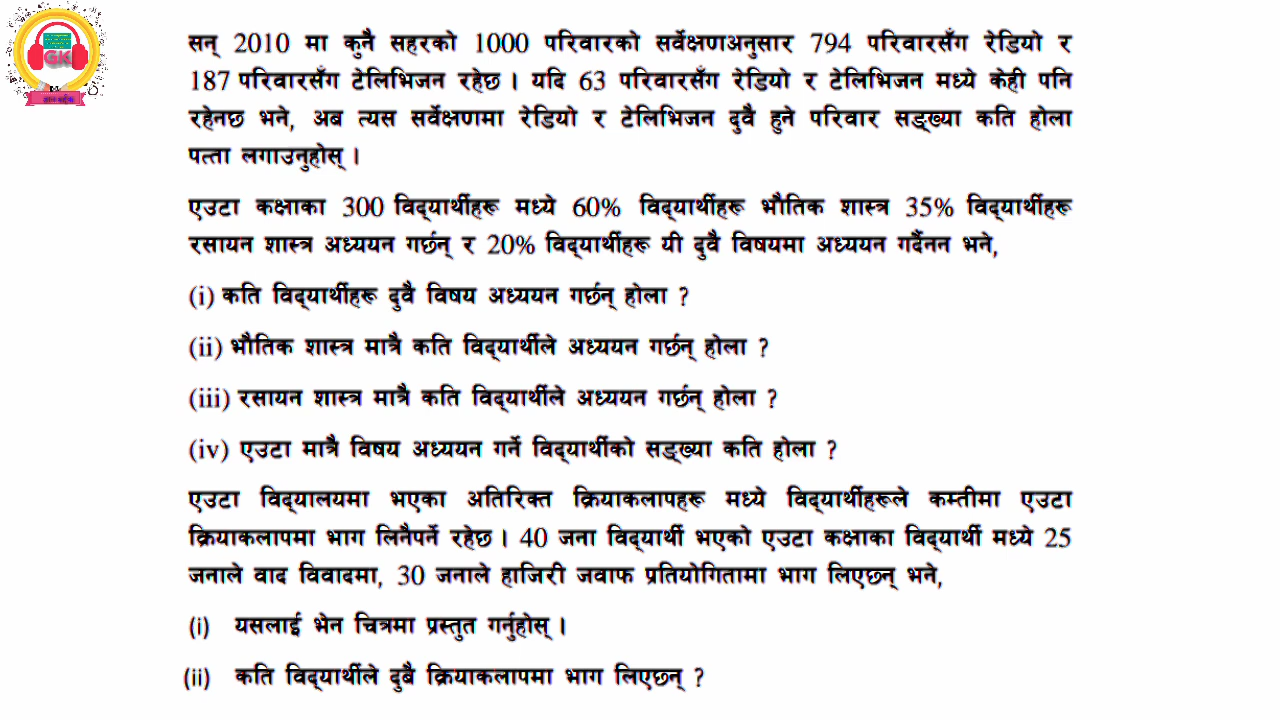 GK
सन् 2010 मा कुनै सहरको 1000 परिवारको सर्वेक्षणअनुसार 794 परिवारसँग रेडियो र
187 परिवारसँग टेलिभिजन रहेछ । यदि 63 परिवारसँग रेडियो र टेलिभिजन मध्ये केही पनि
रहेनछ भने, अब त्यस सर्वेक्षणमा रेडियो र टेलिभिजन दुवै हुने परिवार सङ्ख्या कति होला
पत्ता लगाउनुहोस् ।
एउटा कक्षाका 300 विद्यार्थीहरू मध्ये 60% विद्यार्थीहरू भौतिक शास्त्र 35% विद्यार्थीहरू
रसायन शास्त्र अध्ययन गर्छन् र 20% विद्यार्थीहरू यी दुवै विषयमा अध्ययन गर्दैनन भने,
(i) कति विद्यार्थीहरू दुवै विषय अध्ययन गर्छन् होला ?
(ii) भौतिक शास्त्र मात्रै कति विद्यार्थीले अध्ययन गर्छन् होला ?
(iii) रसायन शास्त्र मात्रै कति विद्यार्थीले अध्ययन गर्छन् होला ?
(iv) एउटा मात्रै विषय अध्ययन गर्ने विद्यार्थीको सङ्ख्या कति होला ?
एउटा विद्यालयमा भएका अतिरिक्त क्रियाकलापहरू मध्ये विद्यार्थीहरूले कम्तीमा एउटा
क्रियाकलापमा भाग लिनैपर्ने रहेछ । 40 जना विद्यार्थी भएको एउटा कक्षाका विद्यार्थी मध्ये 25
जनाले वाद विवादमा, 30 जनाले हाजिरी जवाफ प्रतियोगितामा भाग लिएछन् भने,
(i) यसलाई भेन चित्रमा प्रस्तुत गर्नुहोस् ।
(ii) कति विद्यार्थीले दुबै क्रियाकलापमा भाग लिएछन् ?